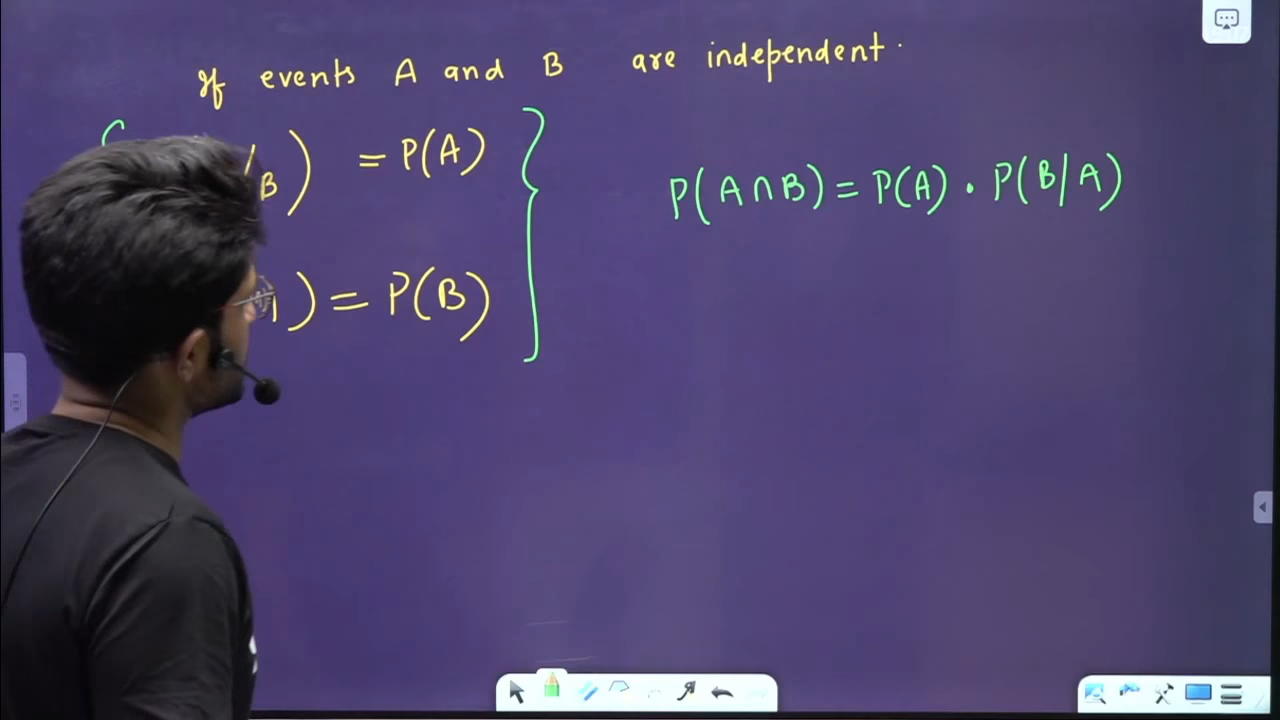 If events A and B are independent.
/B) = P(A)
) = P(B)
P(A∩B) = P(A) . P(B/A)